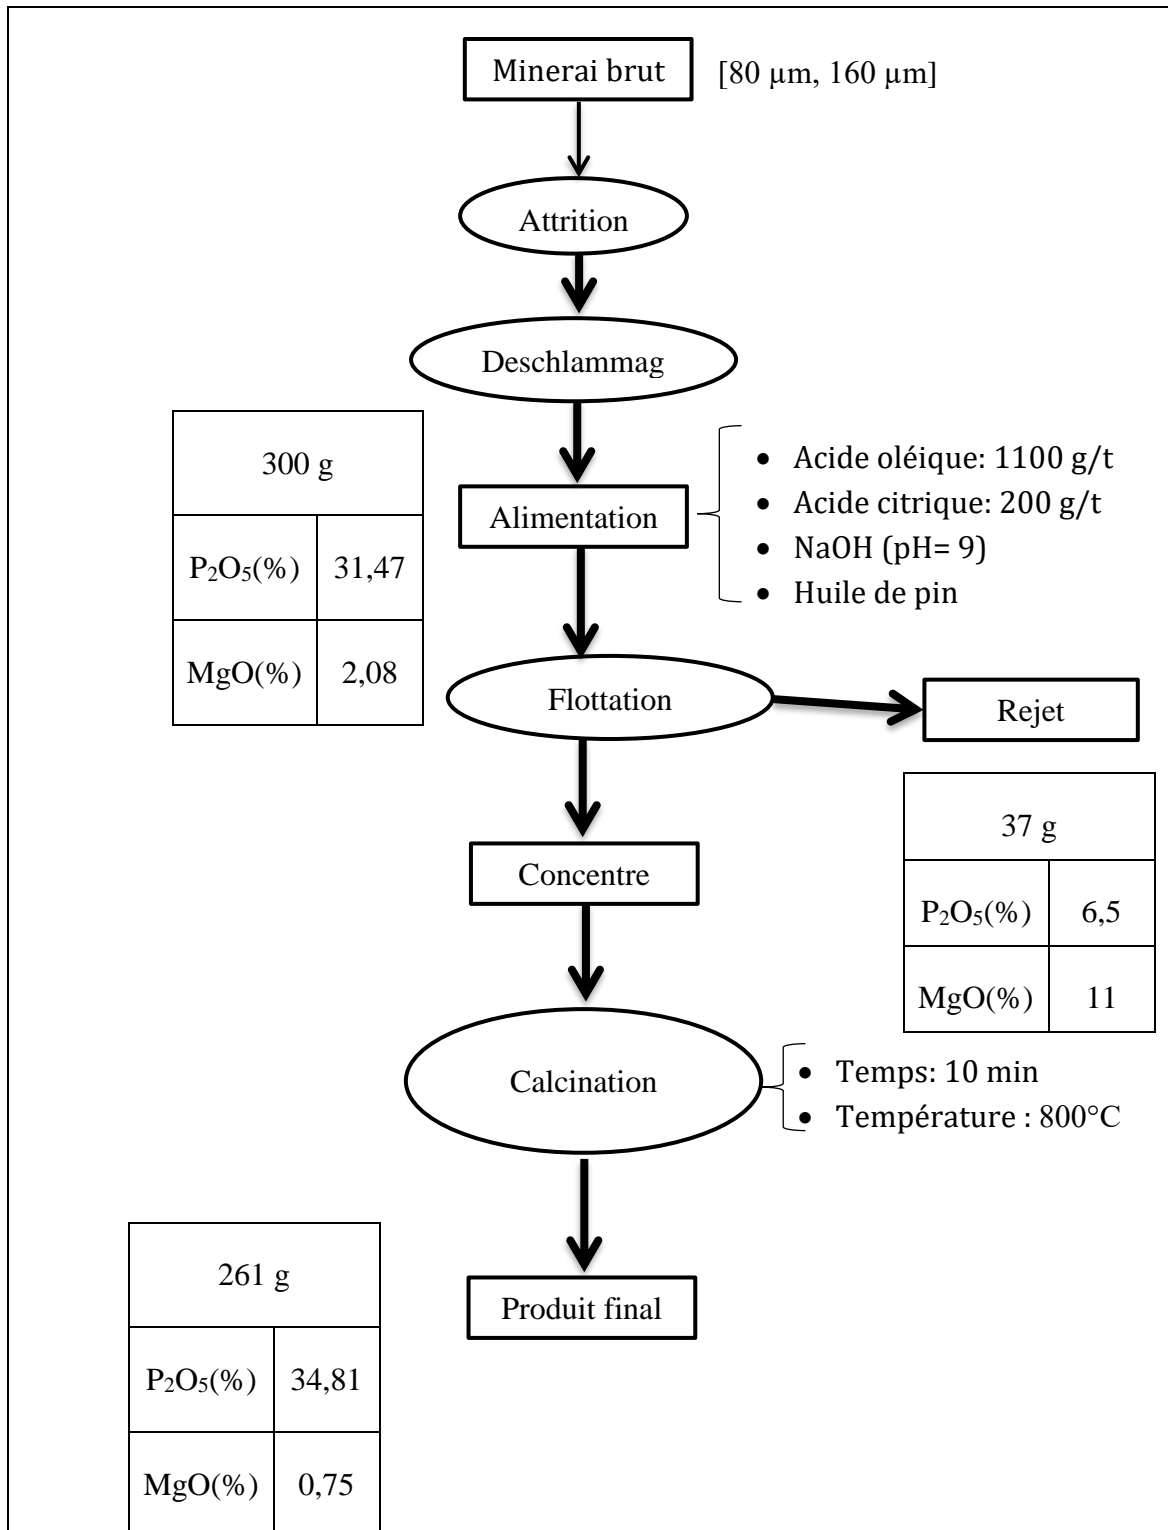 Minerai brut [80 µm, 160 µm]
Attrition
Deschlammag
300 g
P₂O₅(%) 31,47
MgO(%) 2,08
Alimentation
• Acide oléique: 1100 g/t
• Acide citrique: 200 g/t
• NaOH (pH= 9)
• Huile de pin
Flottation
Rejet
37 g
P₂O₅(%) 6,5
MgO(%) 11
Concentre
Calcination
• Temps: 10 min
• Température : 800°C
261 g
P₂O₅(%) 34,81
MgO(%) 0,75
Produit final